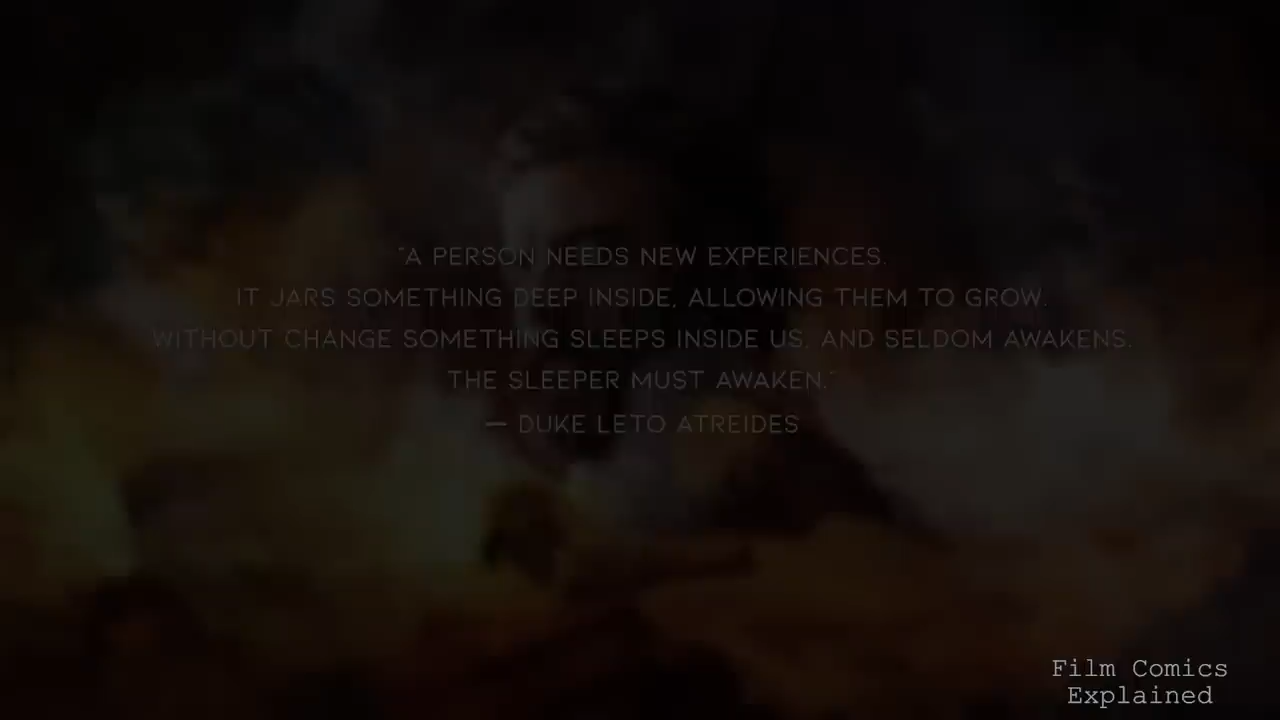 "A PERSON NEEDS NEW EXPERIENCES.
IT JARS SOMETHING DEEP INSIDE, ALLOWING THEM TO GROW.
WITHOUT CHANGE SOMETHING SLEEPS INSIDE US, AND SELDOM AWAKENS.
THE SLEEPER MUST AWAKEN."
— DUKE LETO ATREIDES
Film Comics
Explained